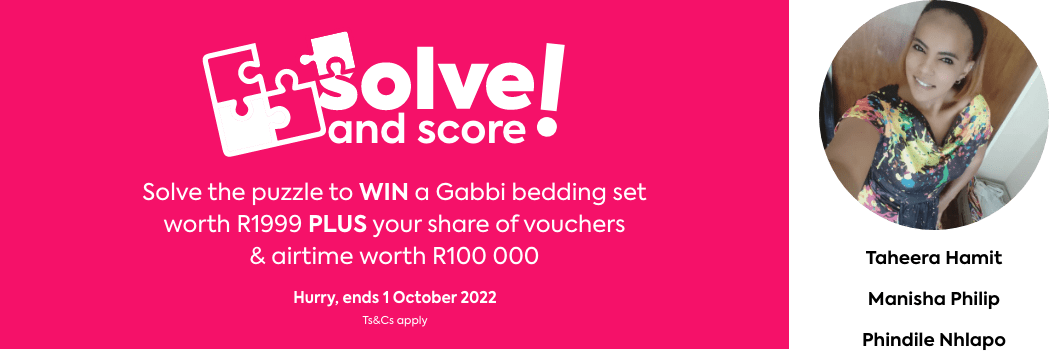 solve!
and score
Solve the puzzle to WIN a Gabbi bedding set
worth R1999 PLUS your share of vouchers
& airtime worth R100 000
Hurry, ends 1 October 2022
Ts&Cs apply
Taheera Hamit
Manisha Philip
Phindile Nhlapo